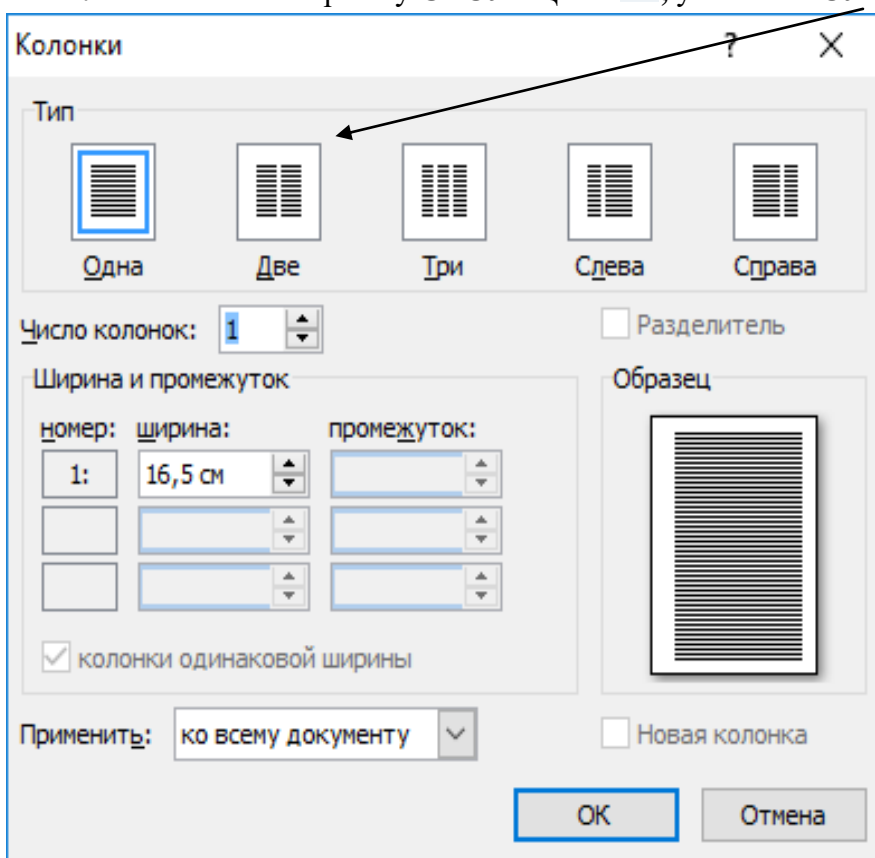 Колонки ? X
Тип
Одна Две Три Слева Справа
Число колонок: 1 Разделитель
Ширина и промежуток Образец
номер: ширина: промежуток:
1: 16,5 см
колонки одинаковой ширины
Применить: ко всему документу Новая колонка
ОК Отмена